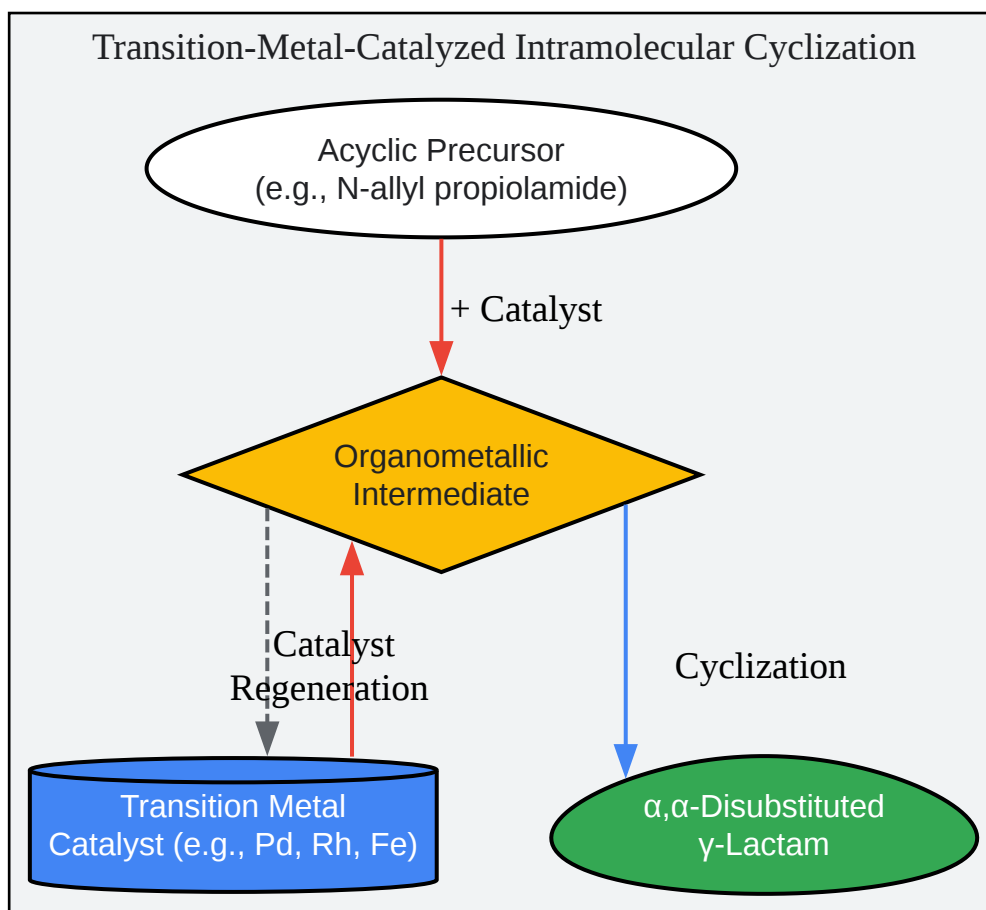 Transition-Metal-Catalyzed Intramolecular Cyclization
Acyclic Precursor
(e.g., N-allyl propiolamide)
+ Catalyst
Organometallic
Intermediate
Catalyst
Regeneration
Cyclization
Transition Metal
Catalyst (e.g., Pd, Rh, Fe)
α,α-Disubstituted
γ-Lactam